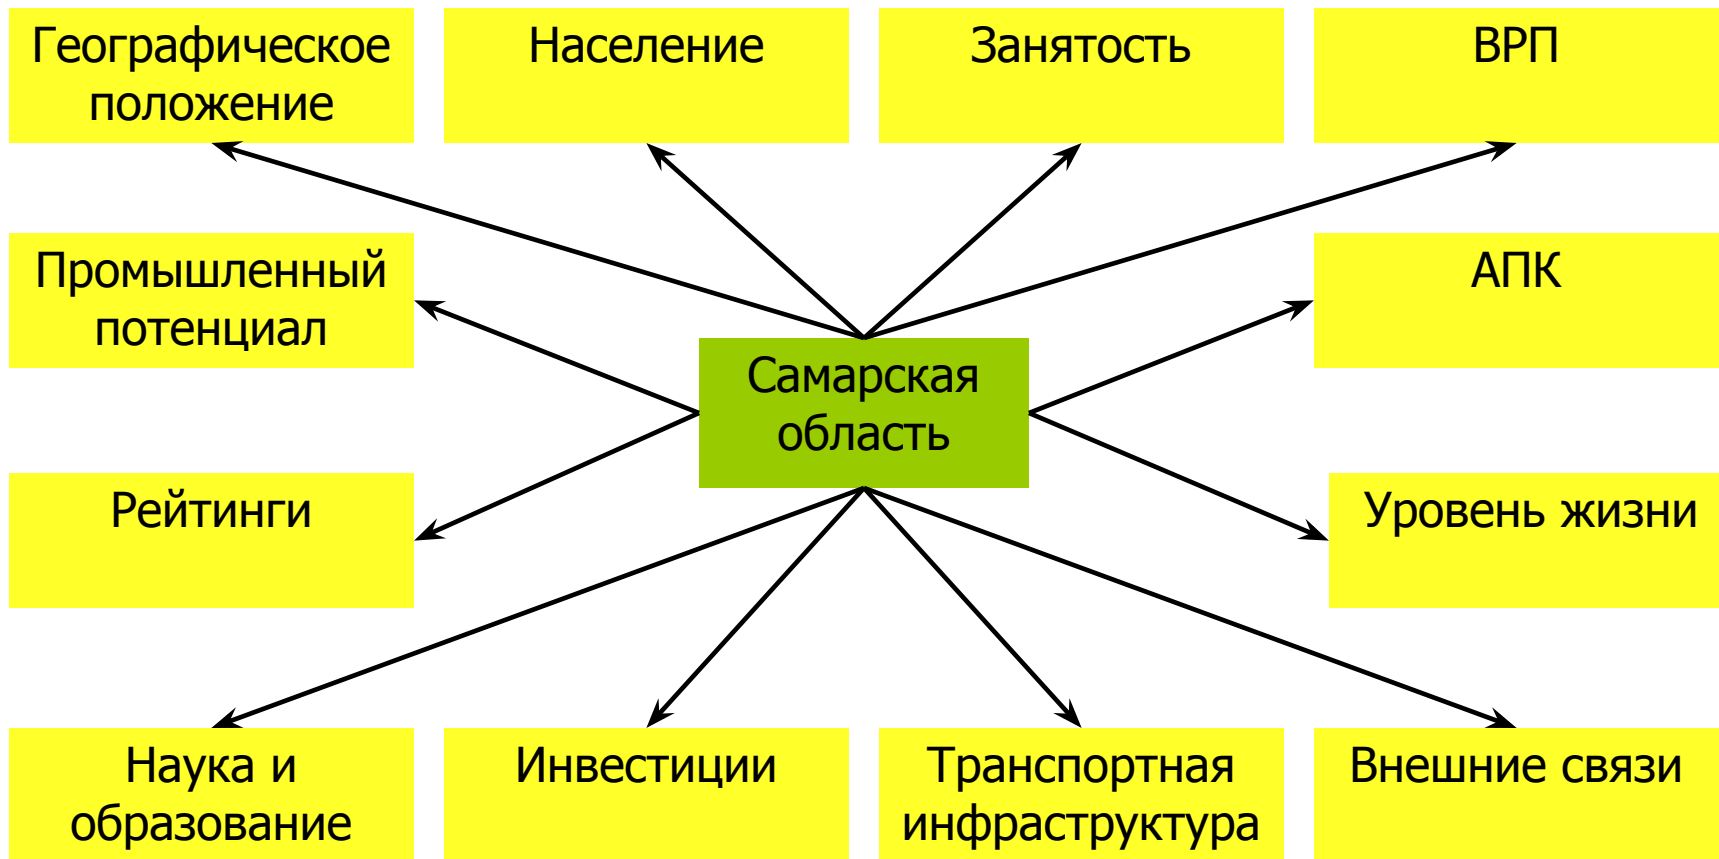 Географическое
положение
Население
Занятость
ВРП
Промышленный
потенциал
АПК
Самарская
область
Рейтинги
Уровень жизни
Наука и
образование
Инвестиции
Транспортная
инфраструктура
Внешние связи